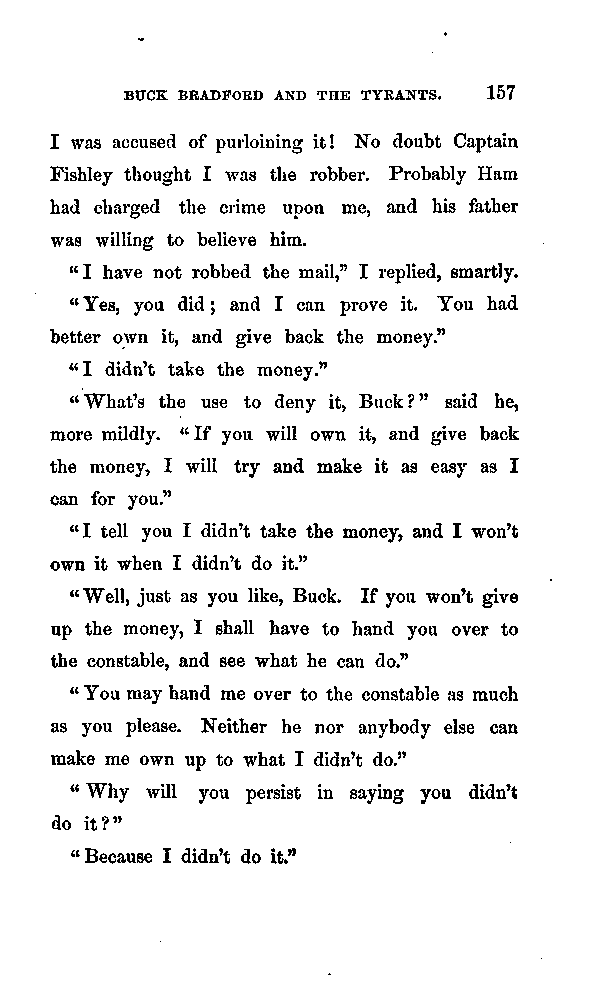 BUCK BRADFORD AND THE TYRANTS. 157
I was accused of purloining it! No doubt Captain
Fishley thought I was the robber. Probably Ham
had charged the crime upon me, and his father
was willing to believe him.
"I have not robbed the mail," I replied, smartly.
"Yes, you did; and I can prove it. You had
better own it, and give back the money."
"I didn't take the money."
"What's the use to deny it, Buck?" said he,
more mildly. "If you will own it, and give back
the money, I will try and make it as easy as I
can for you."
"I tell you I didn't take the money, and I won't
own it when I didn't do it."
"Well, just as you like, Buck. If you won't give
up the money, I shall have to hand you over to
the constable, and see what he can do."
"You may hand me over to the constable as much
as you please. Neither he nor anybody else can
make me own up to what I didn't do."
"Why will you persist in saying you didn't
do it?"
"Because I didn't do it."